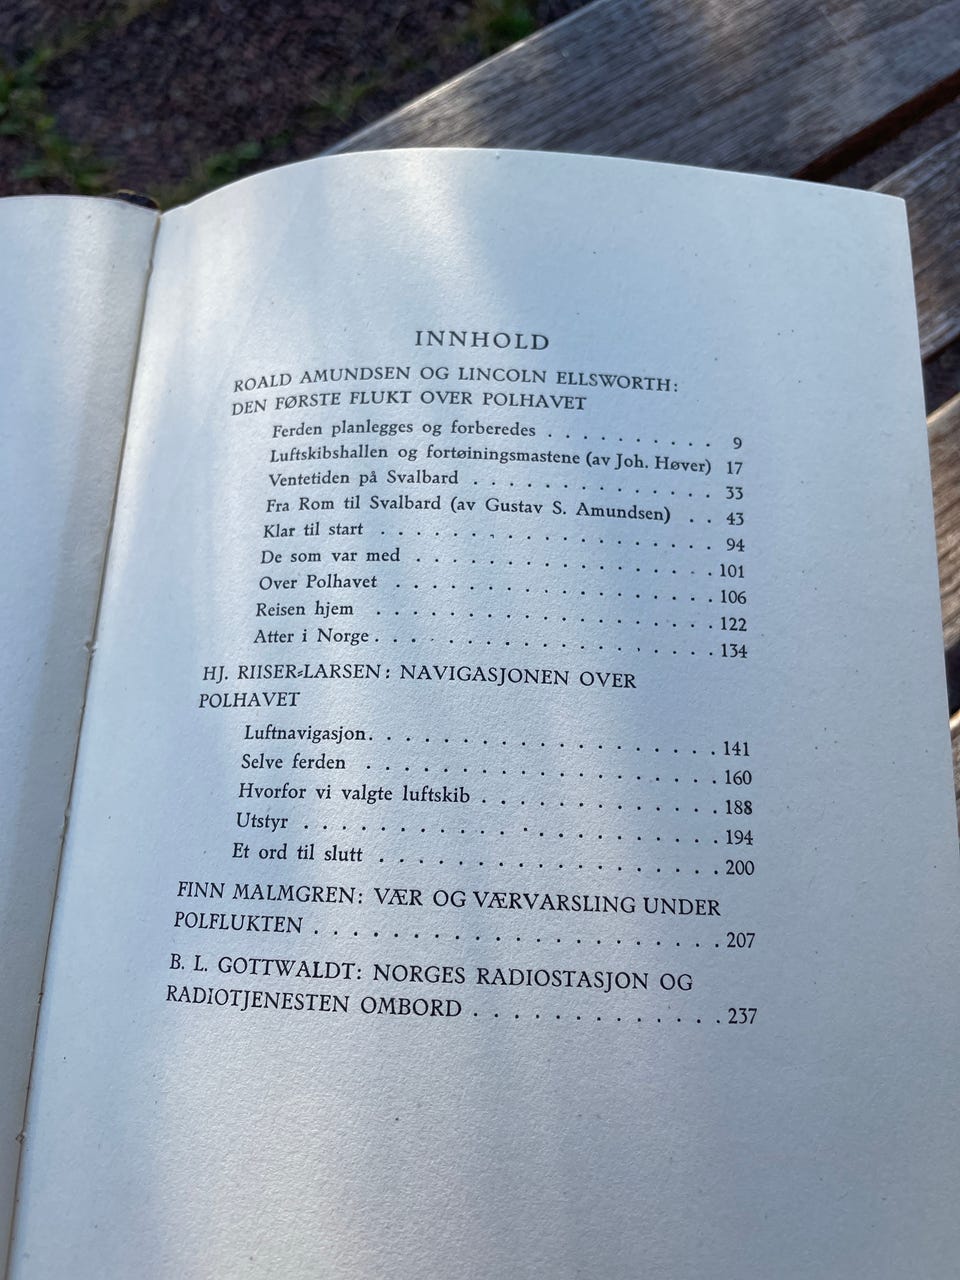 INNHOLD
ROALD AMUNDSEN OG LINCOLN ELLSWORTH:
DEN FØRSTE FLUKT OVER POLHAVET
Ferden planlegges og forberedes . . . . . . . . . . 9
Luftskibshallen og fortøiningsmastene (av Joh. Høver) 17
Ventetiden på Svalbard . . . . . . . . . . . . . . . 33
Fra Rom til Svalbard (av Gustav S. Amundsen) . . 43
Klar til start . . . . . . . . . . . . . . . . . . . . 94
De som var med . . . . . . . . . . . . . . . . . . . 101
Over Polhavet . . . . . . . . . . . . . . . . . . . . 106
Reisen hjem . . . . . . . . . . . . . . . . . . . . . 122
Atter i Norge . . . . . . . . . . . . . . . . . . . . 134
HJ. RIISER-LARSEN: NAVIGASJONEN OVER
POLHAVET
Luftnavigasjon. . . . . . . . . . . . . . . . . . . . 141
Selve ferden . . . . . . . . . . . . . . . . . . . . 160
Hvorfor vi valgte luftskib . . . . . . . . . . . . . 188
Utstyr . . . . . . . . . . . . . . . . . . . . . . . 194
Et ord til slutt . . . . . . . . . . . . . . . . . . 200
FINN MALMGREN: VÆR OG VÆRVARSLING UNDER
POLFLUKTEN . . . . . . . . . . . . . . . . . . . . . 207
B. L. GOTTWALDT: NORGES RADIOSTASJON OG
RADIOTJENESTEN OMBORD . . . . . . . . . . . . . 237